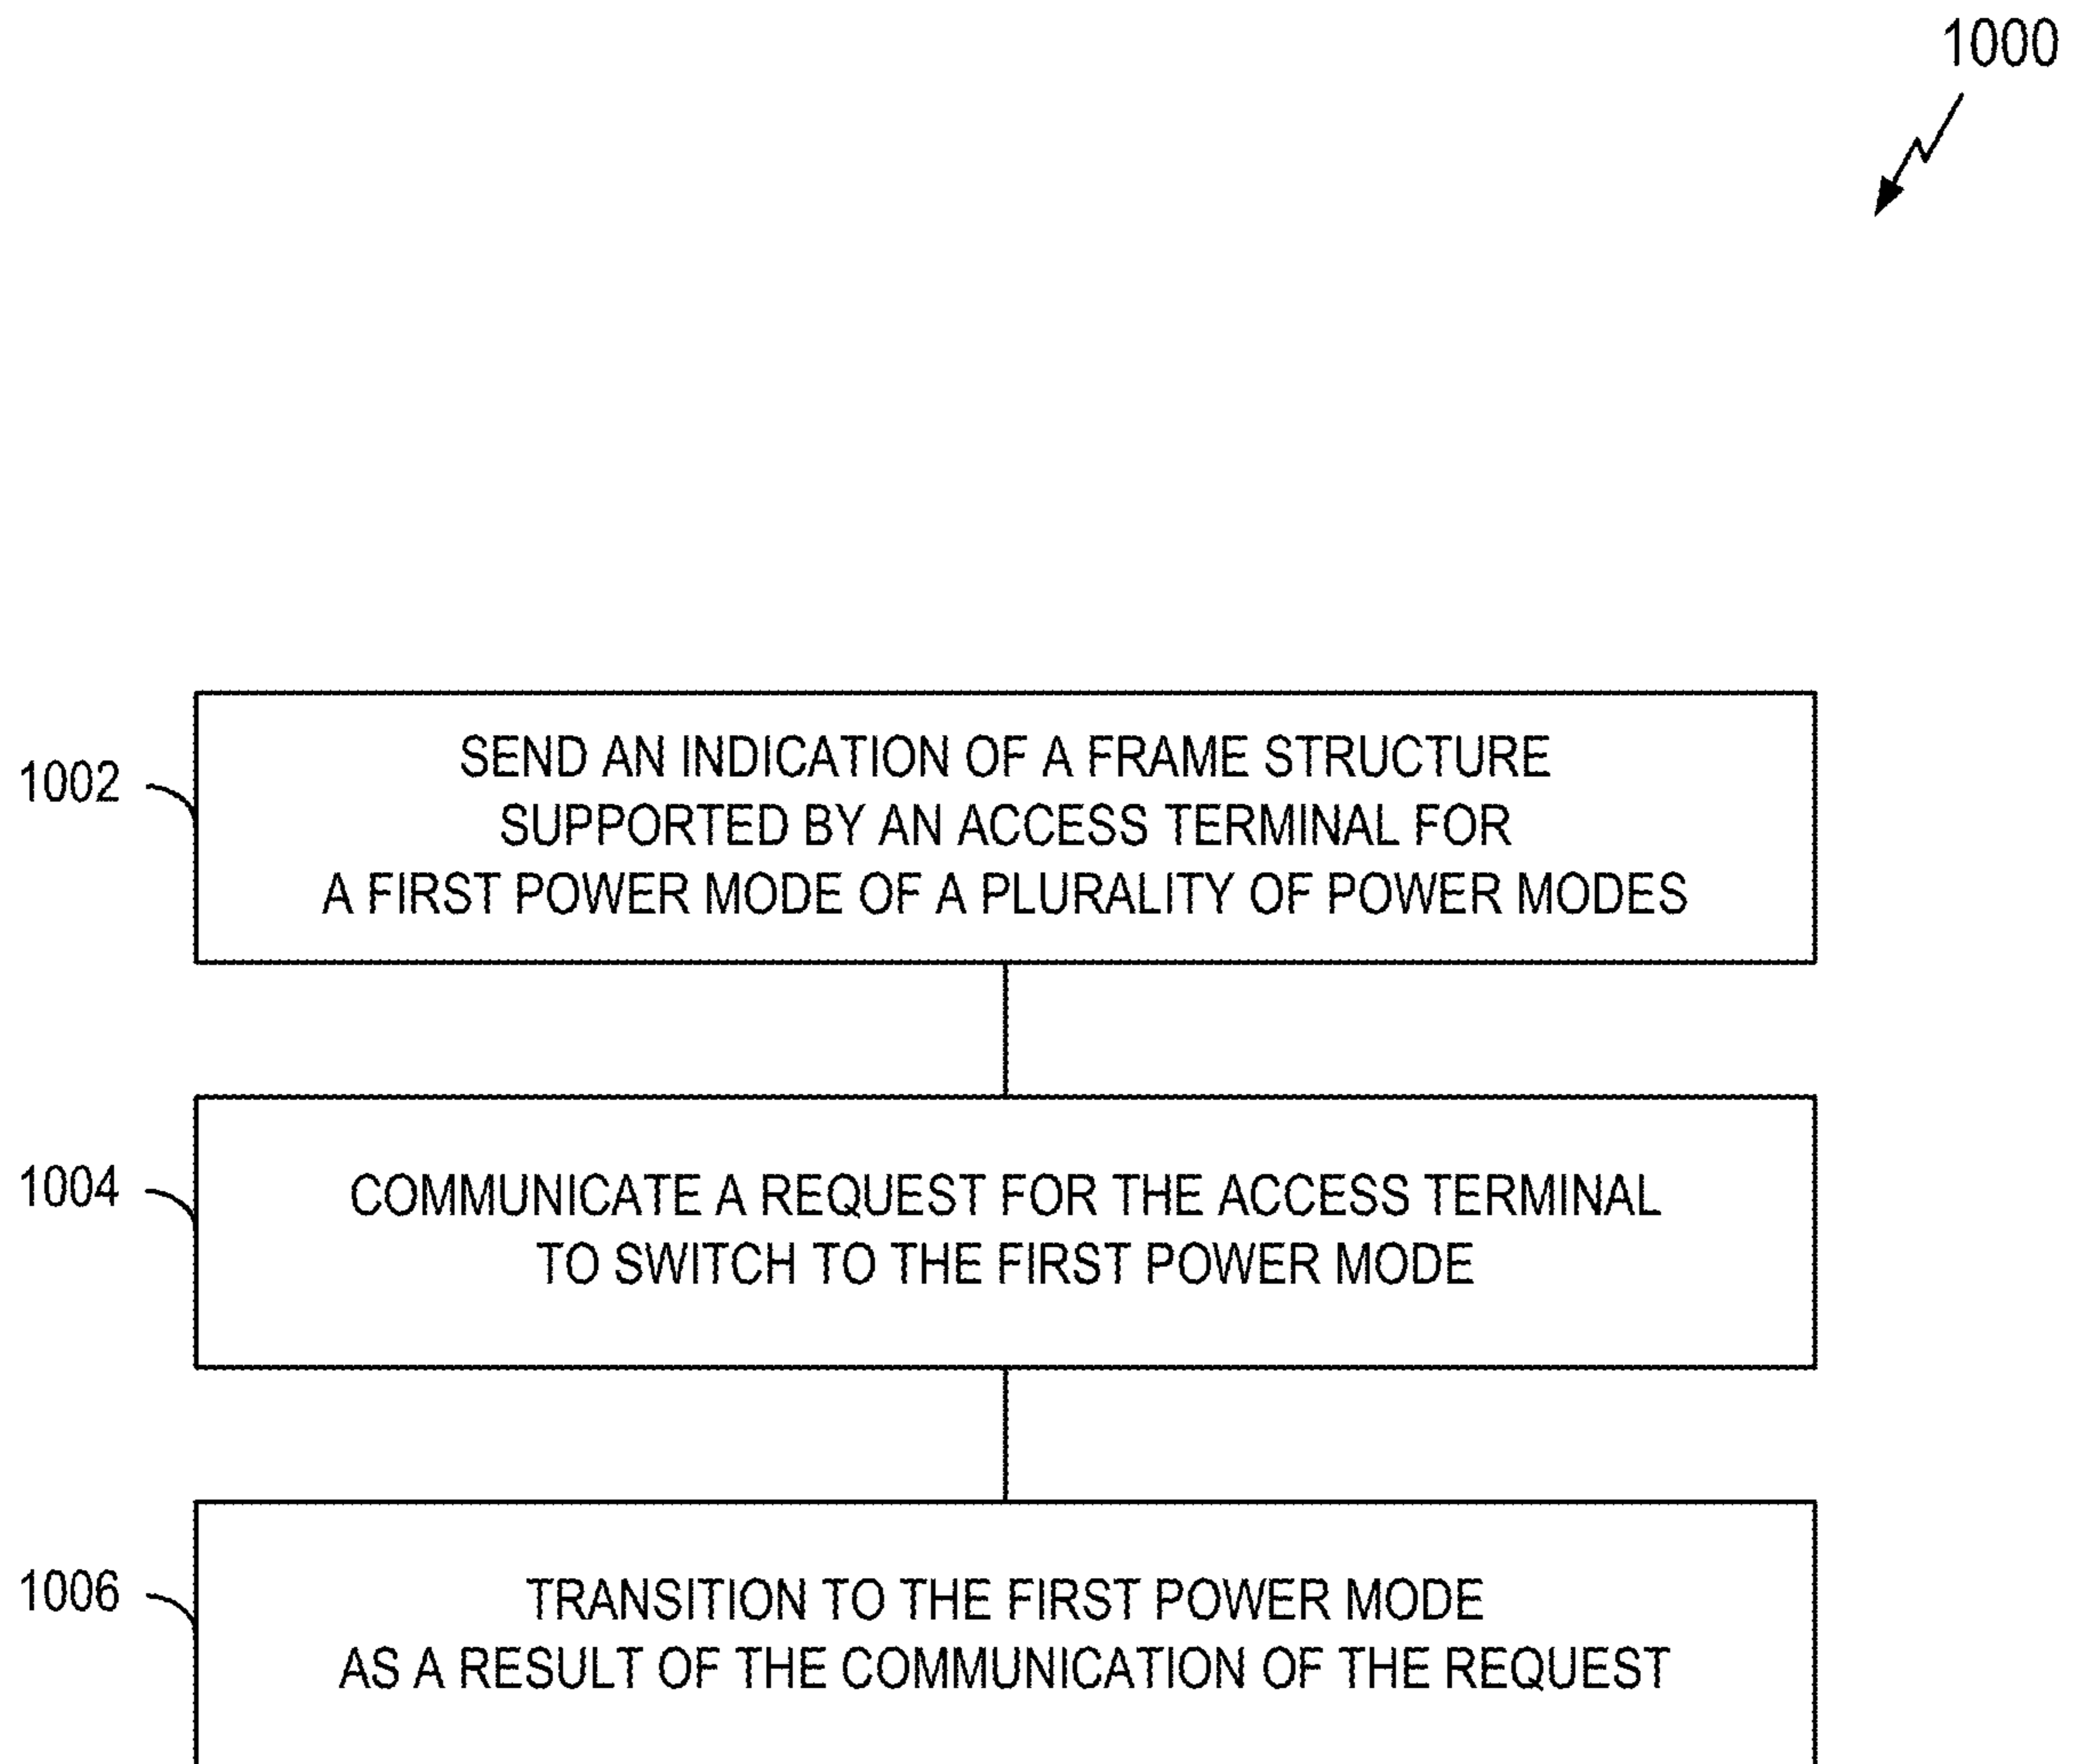 1000
1002
SEND AN INDICATION OF A FRAME STRUCTURE
SUPPORTED BY AN ACCESS TERMINAL FOR
A FIRST POWER MODE OF A PLURALITY OF POWER MODES
1004
COMMUNICATE A REQUEST FOR THE ACCESS TERMINAL
TO SWITCH TO THE FIRST POWER MODE
1006
TRANSITION TO THE FIRST POWER MODE
AS A RESULT OF THE COMMUNICATION OF THE REQUEST